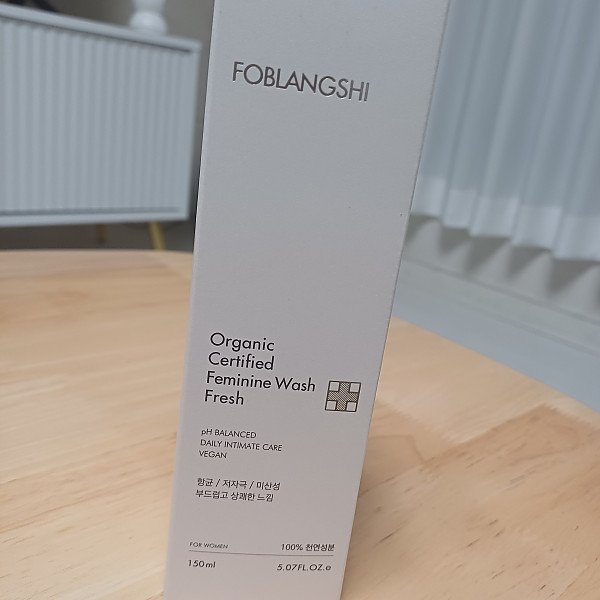 FOBLANGSHI
Organic
Certified
Feminine Wash
Fresh
pH BALANCED
DAILY INTIMATE CARE
VEGAN
항균 / 저자극 / 미산성
부드럽고 상쾌한 느낌
FOR WOMEN 100% 천연성분
150ml 5.07FL.OZ.e